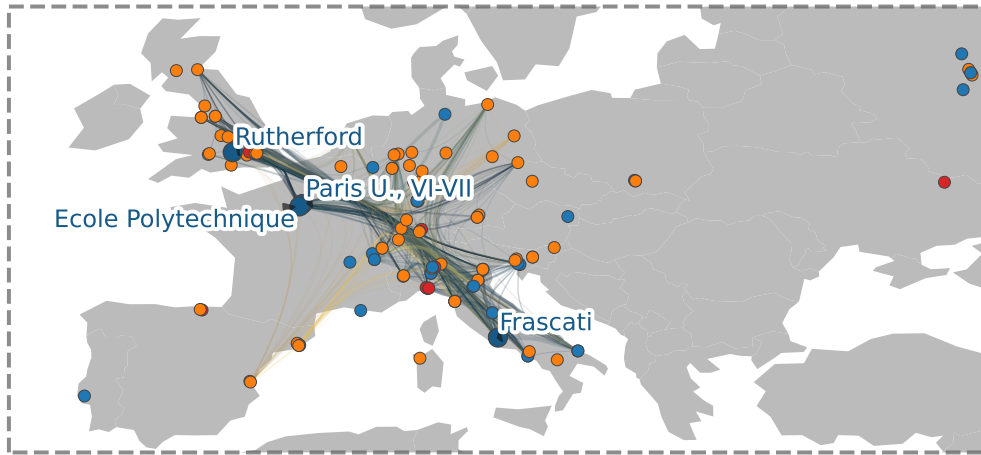 Rutherford
Paris U., VI-VII
Ecole Polytechnique
Frascati